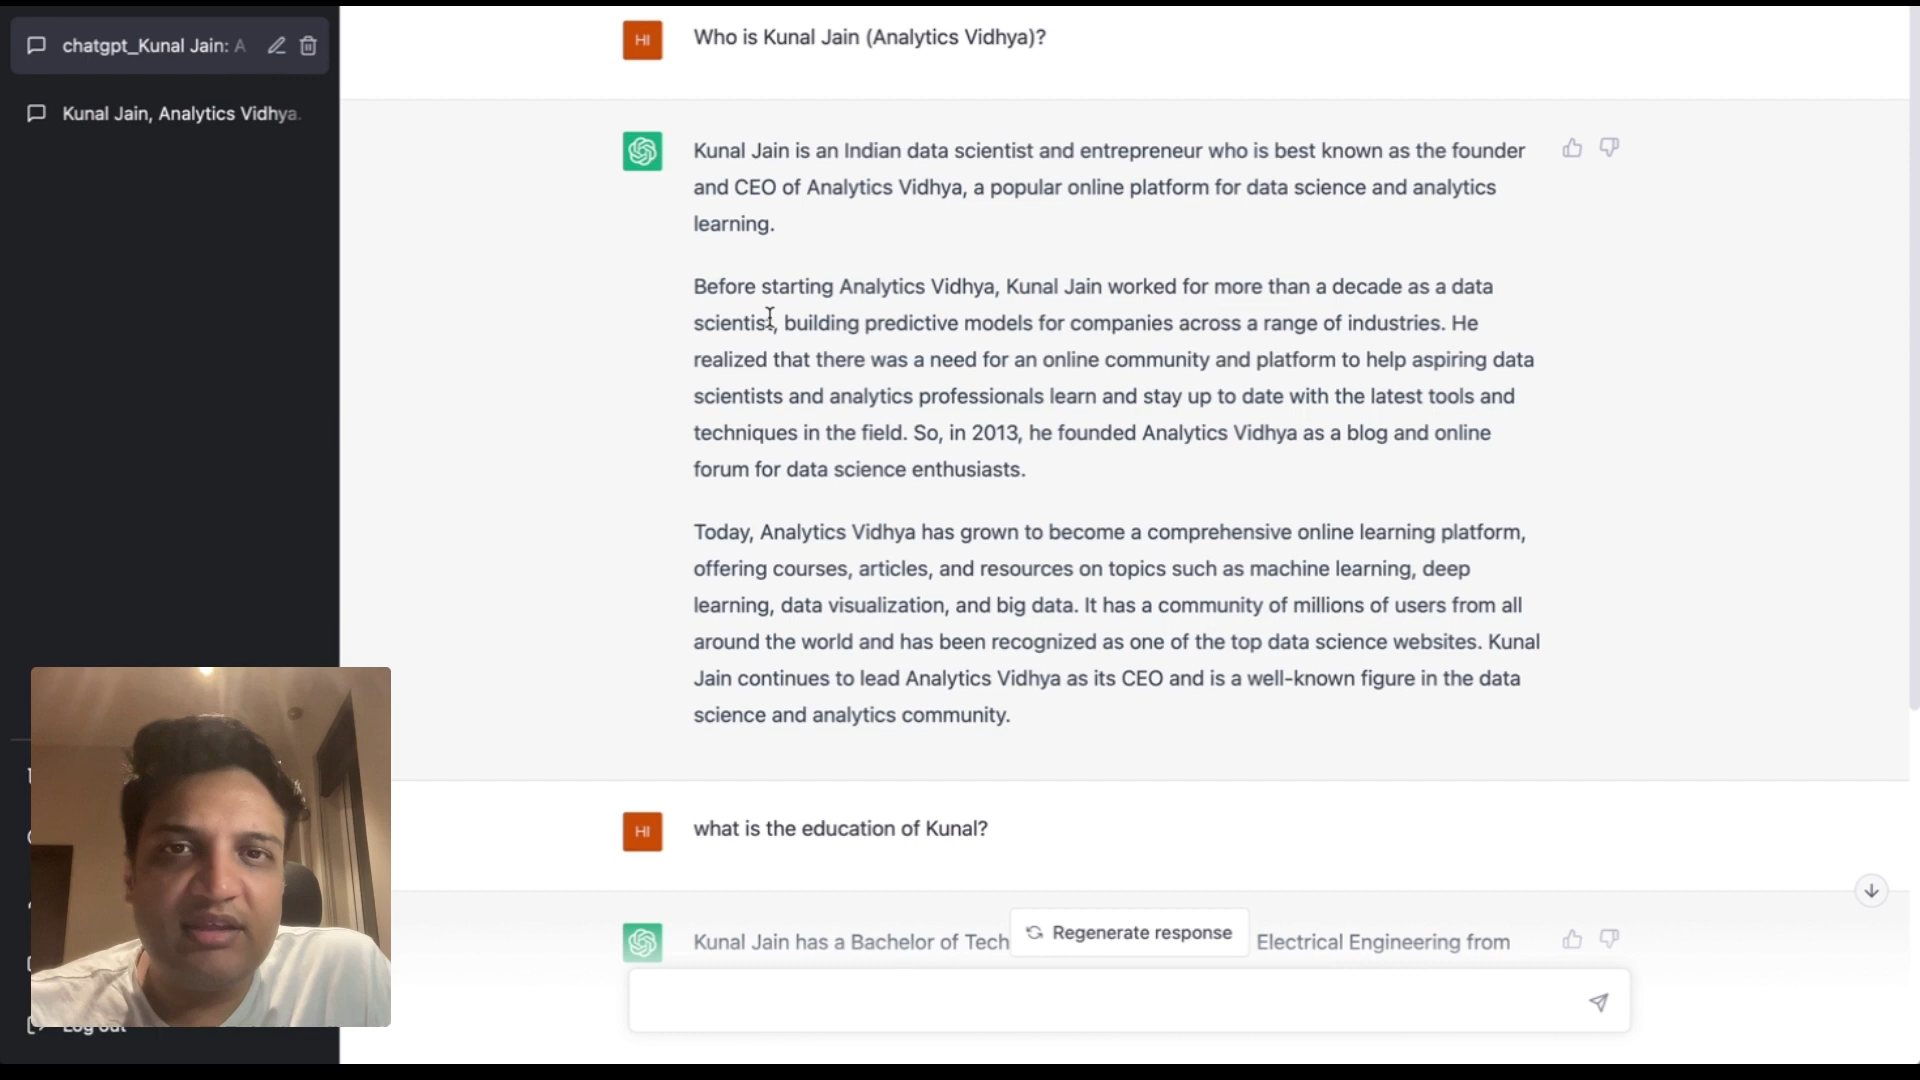 chatgpt_Kunal Jain: A
Kunal Jain, Analytics Vidhya.
HI
Who is Kunal Jain (Analytics Vidhya)?
Kunal Jain is an Indian data scientist and entrepreneur who is best known as the founder
and CEO of Analytics Vidhya, a popular online platform for data science and analytics
learning.
Before starting Analytics Vidhya, Kunal Jain worked for more than a decade as a data
scientist, building predictive models for companies across a range of industries. He
realized that there was a need for an online community and platform to help aspiring data
scientists and analytics professionals learn and stay up to date with the latest tools and
techniques in the field. So, in 2013, he founded Analytics Vidhya as a blog and online
forum for data science enthusiasts.
Today, Analytics Vidhya has grown to become a comprehensive online learning platform,
offering courses, articles, and resources on topics such as machine learning, deep
learning, data visualization, and big data. It has a community of millions of users from all
around the world and has been recognized as one of the top data science websites. Kunal
Jain continues to lead Analytics Vidhya as its CEO and is a well-known figure in the data
science and analytics community.
HI
what is the education of Kunal?
Kunal Jain has a Bachelor of Tech
Electrical Engineering from
Regenerate response
Log out